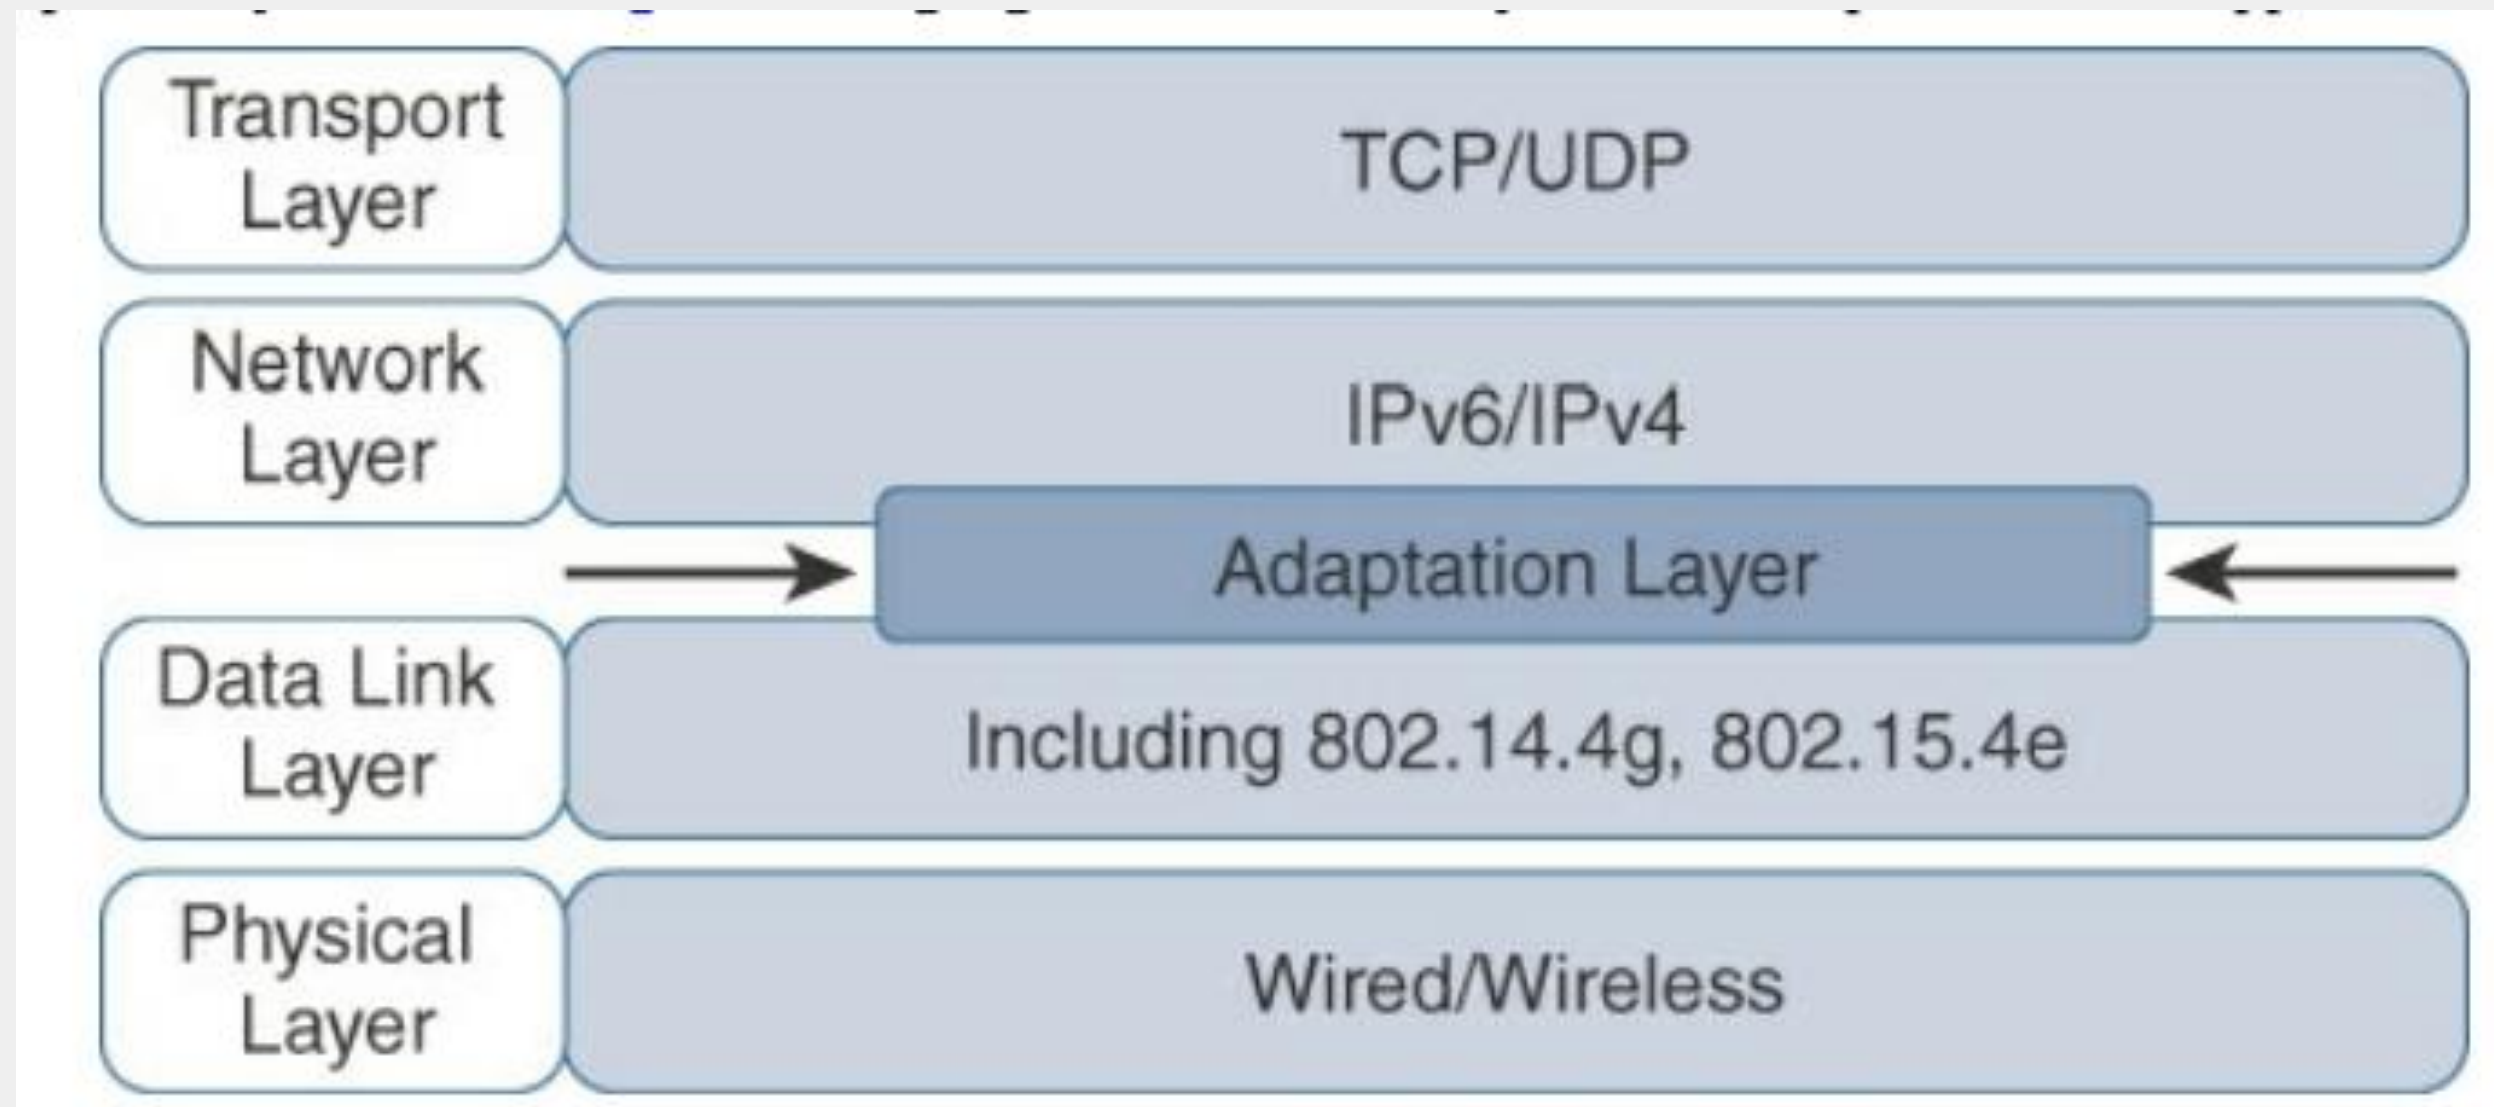 Transport
Layer
TCP/UDP
Network
Layer
IPv6/IPv4
Adaptation Layer
Data Link
Layer
Including 802.14.4g, 802.15.4e
Physical
Layer
Wired/Wireless